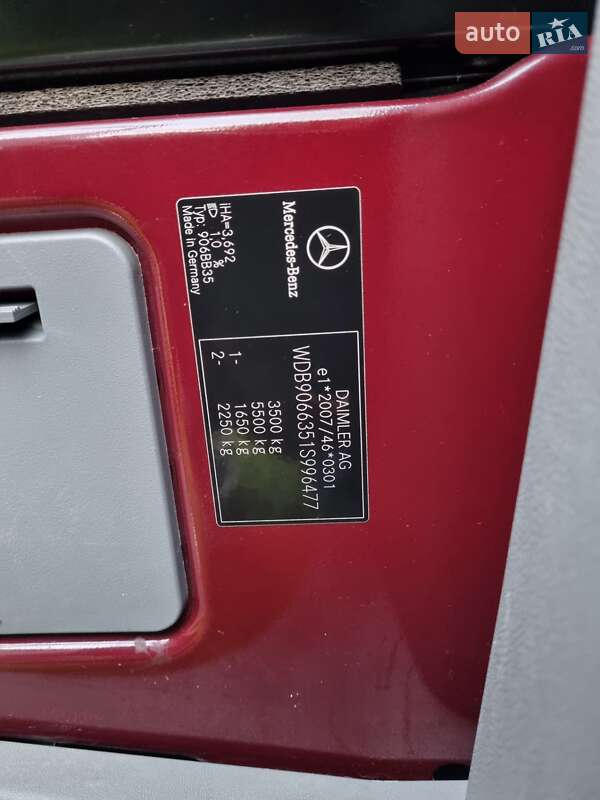 auto RIA.com
Mercedes-Benz
DAIMLER AG
e1*2007/46*0301
WDB9066351S996477
3500 kg
5500 kg
1- 1650 kg
2- 2250 kg
iHA=3,692
1,0 %
Typ: 906BB35
Made in Germany